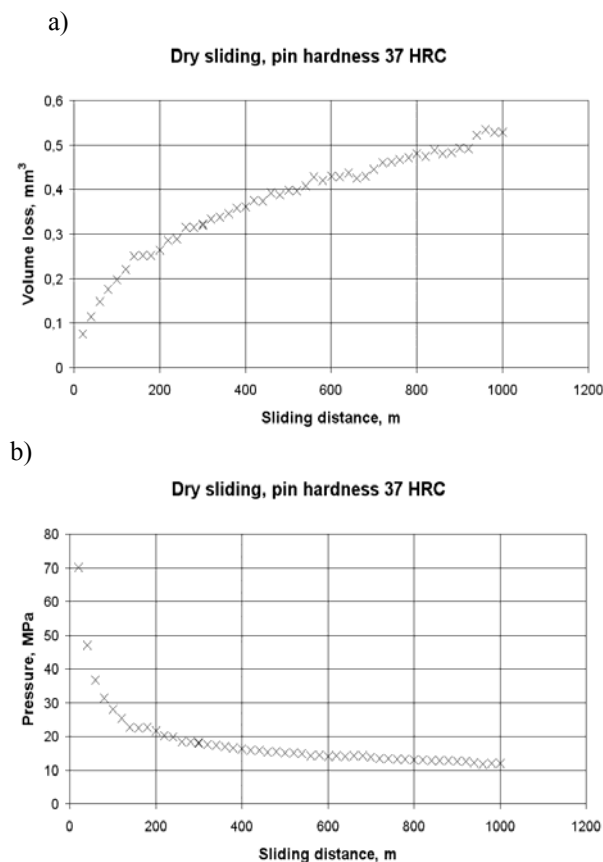 a)
Dry sliding, pin hardness 37 HRC
0,6
0,5
0,4
0,3
0,2
0,1
0
Volume loss, mm³
0 200 400 600 800 1000 1200
Sliding distance, m
b)
Dry sliding, pin hardness 37 HRC
80
70
60
50
40
30
20
10
0
Pressure, MPa
0 200 400 600 800 1000 1200
Sliding distance, m